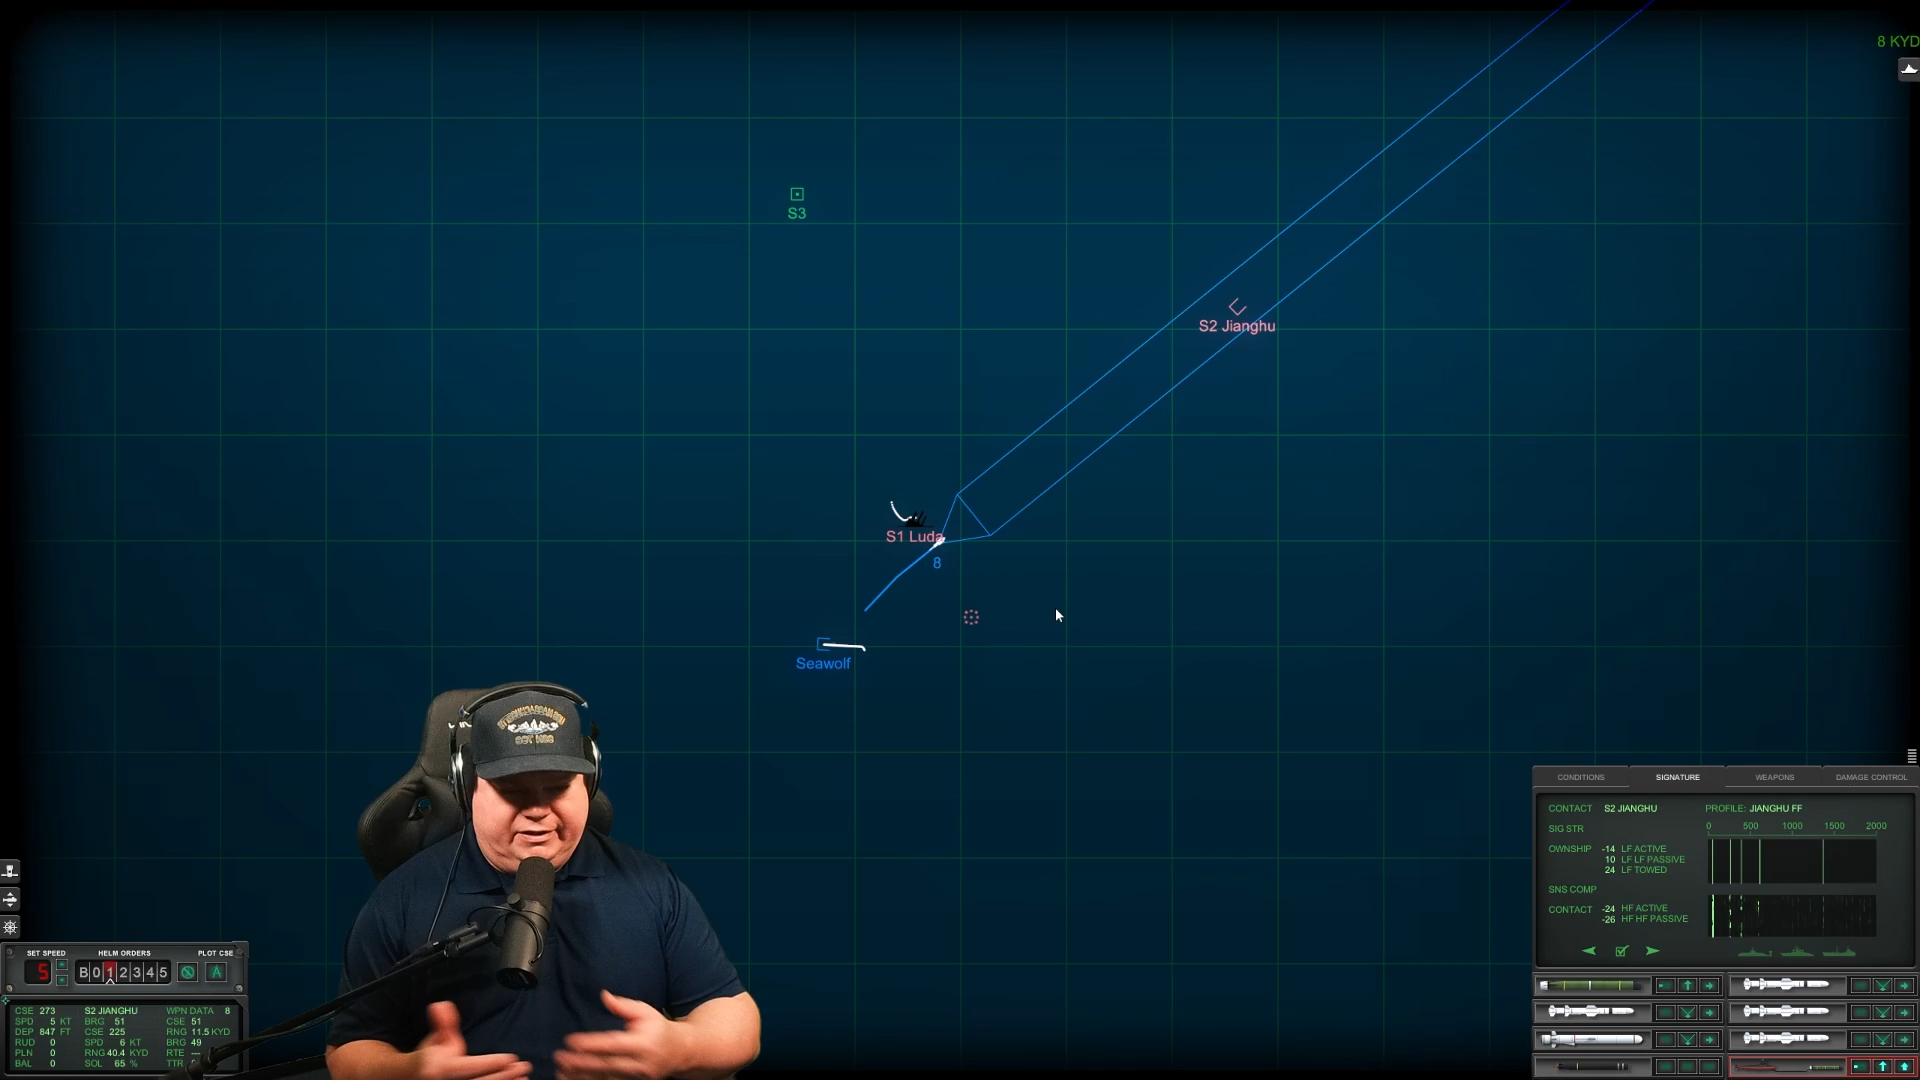 8 KYD
S3
S2 Jianghu
S1 Luda
8
Seawolf
CONDITIONS SIGNATURE WEAPONS DAMAGE CONTROL
CONTACT S2 JIANGHU PROFILE: JIANGHU FF
SIG STR 0 500 1000 1500 2000
OWNSHIP -14 LF ACTIVE
10 LF LF PASSIVE
24 LF TOWED
SNS COMP
CONTACT -24 HF ACTIVE
-26 HF HF PASSIVE
SET SPEED HELM ORDERS PLOT CSE
5 B 0 1 2 3 4 5 A
CSE 273 S2 JIANGHU WPN DATA 8
SPD 5 KT BRG 51 CSE 51
DEP 847 FT CSE 225 RNG 11.5 KYD
RUD 0 SPD 6 KT BRG 49
PLN 0 RNG 40.4 KYD RTE ---
BAL 0 SOL 65 % TTR